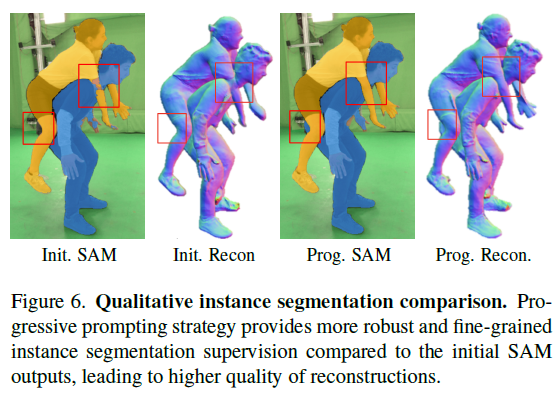 Init. SAM Init. Recon Prog. SAM Prog. Recon.
Figure 6. Qualitative instance segmentation comparison. Pro-
gressive prompting strategy provides more robust and fine-grained
instance segmentation supervision compared to the initial SAM
outputs, leading to higher quality of reconstructions.